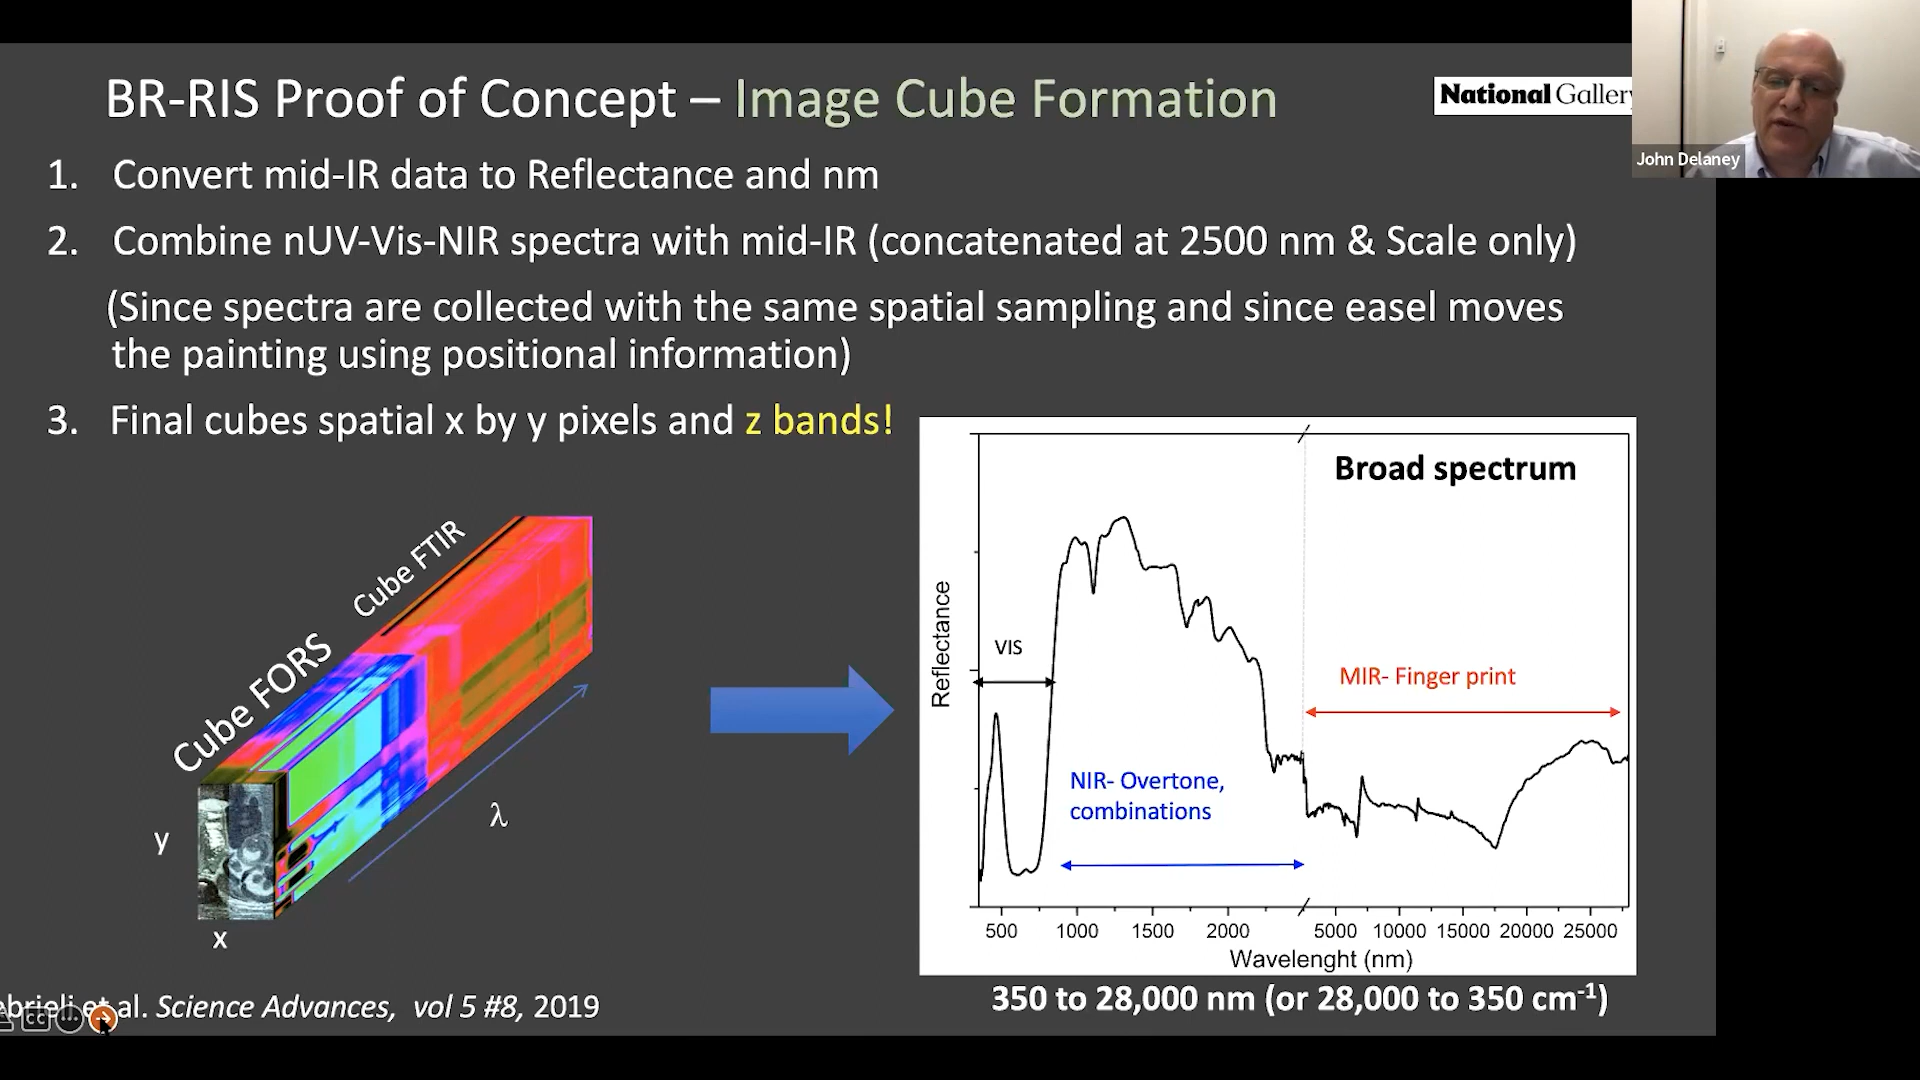 BR-RIS Proof of Concept – Image Cube Formation
National Gallery
John Delaney
1. Convert mid-IR data to Reflectance and nm
2. Combine nUV-Vis-NIR spectra with mid-IR (concatenated at 2500 nm & Scale only)
(Since spectra are collected with the same spatial sampling and since easel moves
the painting using positional information)
3. Final cubes spatial x by y pixels and z bands!
Cube FORS
Cube FTIR
y
x
λ
Broad spectrum
Reflectance
VIS
MIR- Finger print
NIR- Overtone,
combinations
500 1000 1500 2000 5000 10000 15000 20000 25000
Wavelenght (nm)
350 to 28,000 nm (or 28,000 to 350 cm⁻¹)
et al. Science Advances, vol 5 #8, 2019
CC